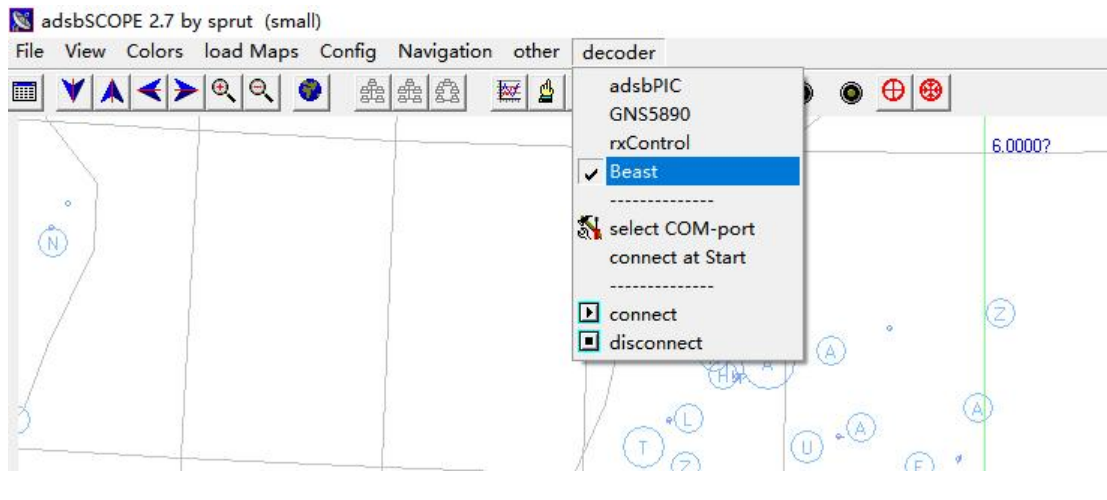 adsbSCOPE 2.7 by sprut (small)
File View Colors load Maps Config Navigation other decoder
adsbPIC
GNS5890
rxControl
Beast
--------------
select COM-port
connect at Start
--------------
connect
disconnect
6.0000?
N
Z
A
A
H
L
A
T
Z
U
A
F